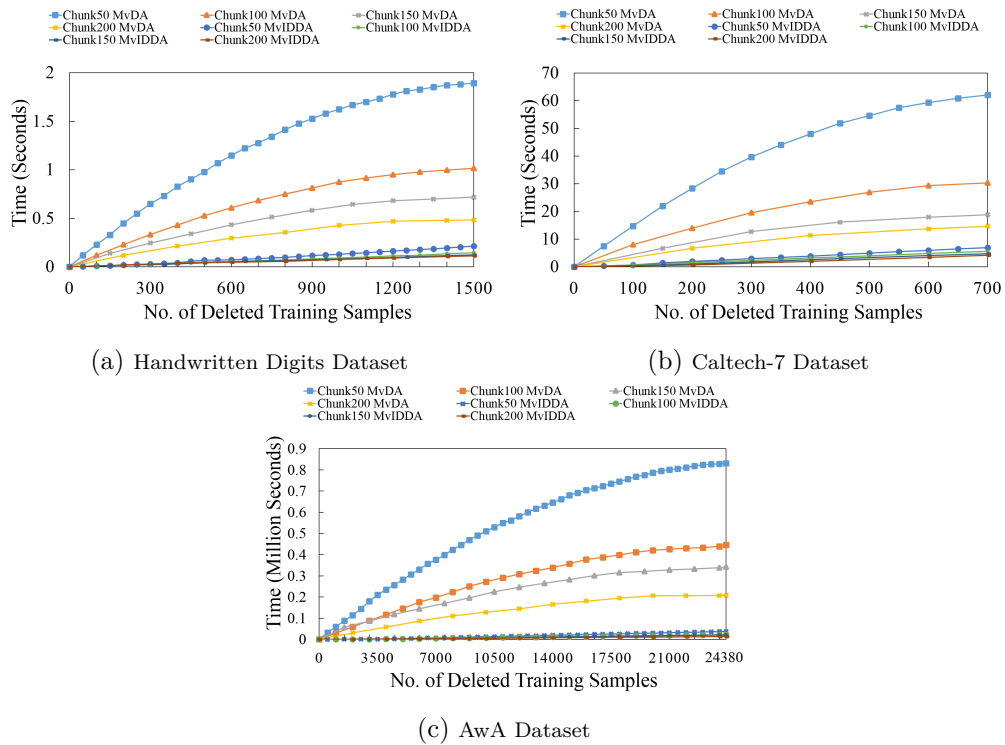 Chunk50 MvDA Chunk100 MvDA Chunk150 MvDA
Chunk200 MvDA Chunk50 MvIDDA Chunk100 MvIDDA
Chunk150 MvIDDA Chunk200 MvIDDA
2
1.5
1
0.5
0
Time (Seconds)
0 300 600 900 1200 1500
No. of Deleted Training Samples
(a) Handwritten Digits Dataset
Chunk50 MvDA Chunk100 MvDA Chunk150 MvDA
Chunk200 MvDA Chunk50 MvIDDA Chunk100 MvIDDA
Chunk150 MvIDDA Chunk200 MvIDDA
70
60
50
40
30
20
10
0
Time (Seconds)
0 100 200 300 400 500 600 700
No. of Deleted Training Samples
(b) Caltech-7 Dataset
Chunk50 MvDA Chunk100 MvDA Chunk150 MvDA
Chunk200 MvDA Chunk50 MvIDDA Chunk100 MvIDDA
Chunk150 MvIDDA Chunk200 MvIDDA
0.9
0.8
0.7
0.6
0.5
0.4
0.3
0.2
0.1
0
Time (Million Seconds)
0 3500 7000 10500 14000 17500 21000 24380
No. of Deleted Training Samples
(c) AwA Dataset